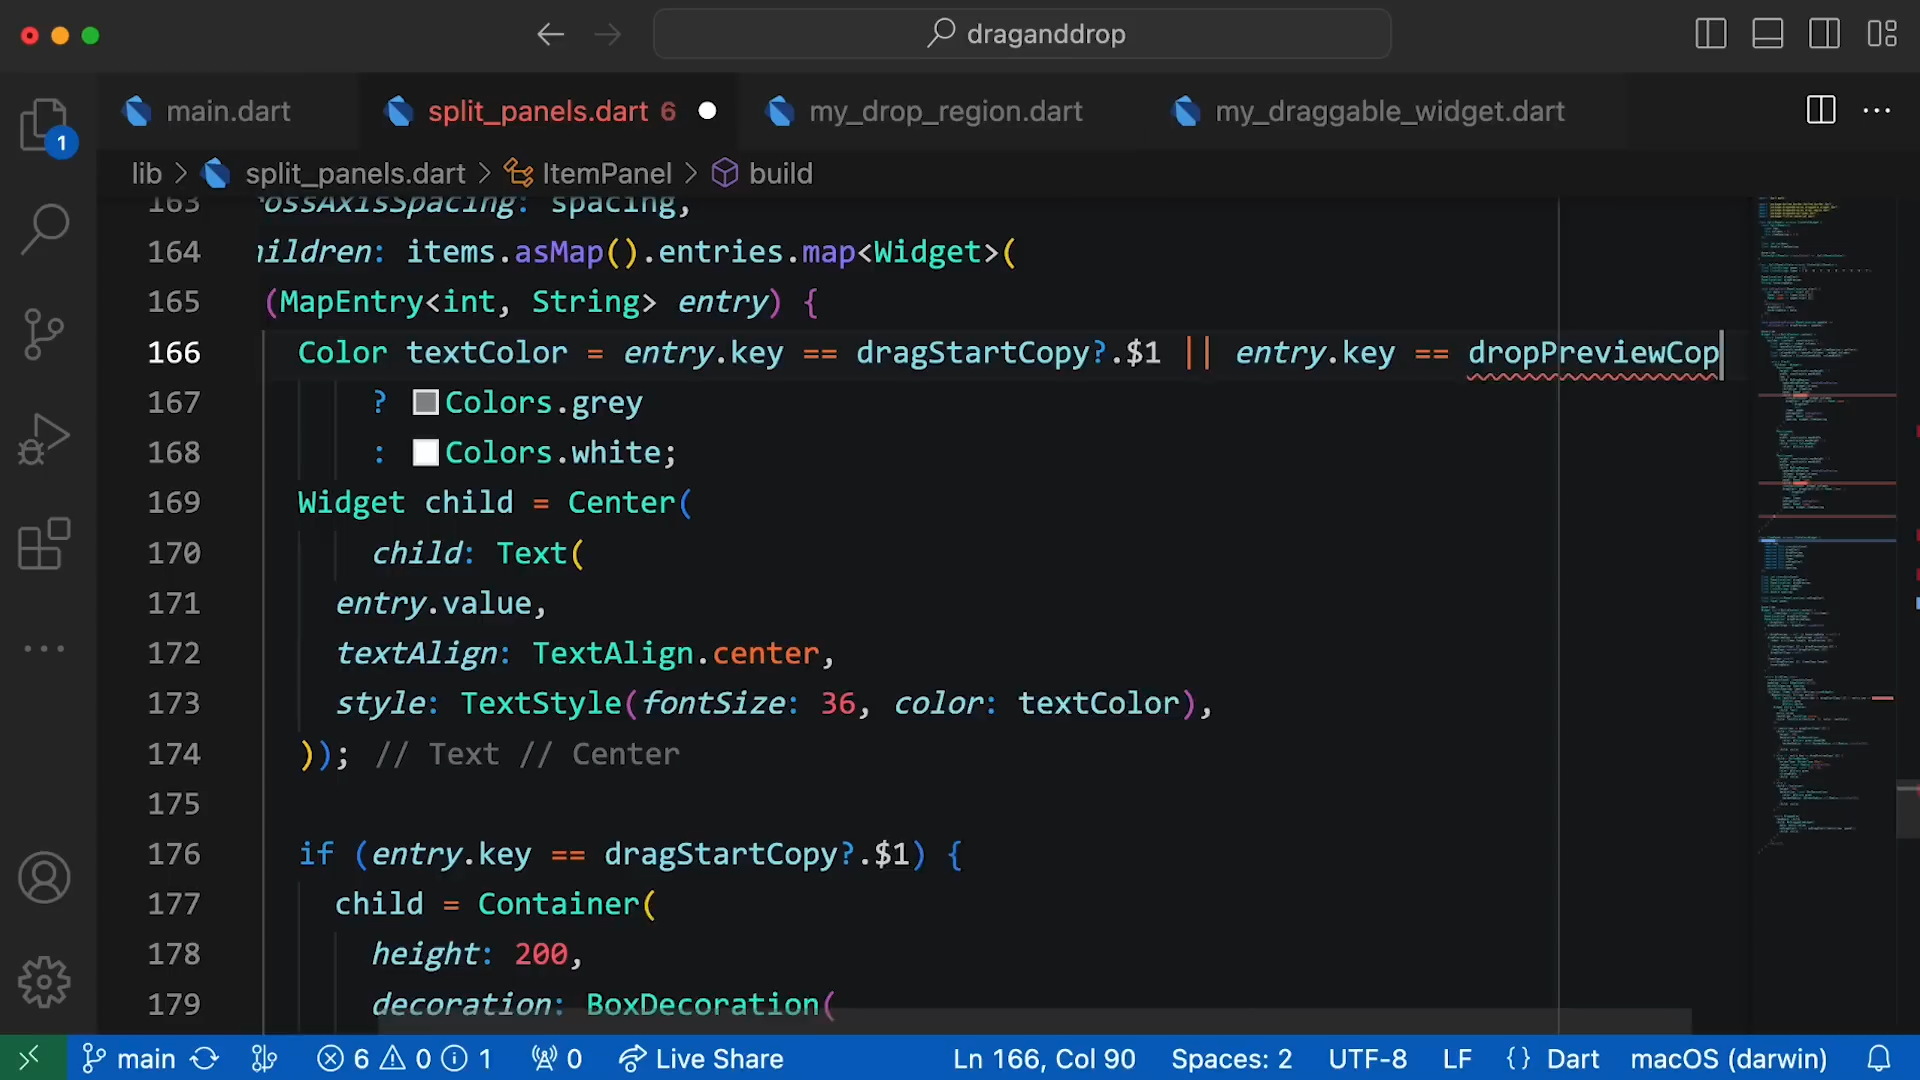 draganddrop
main.dart
split_panels.dart 6
my_drop_region.dart
my_draggable_widget.dart
1
lib > split_panels.dart > ItemPanel > build
163 rossAxisSpacing: spacing,
164 hildren: items.asMap().entries.map<Widget>(
165 (MapEntry<int, String> entry) {
166 Color textColor = entry.key == dragStartCopy?.$1 || entry.key == dropPreviewCop
167 ? Colors.grey
168 : Colors.white;
169 Widget child = Center(
170 child: Text(
171 entry.value,
172 textAlign: TextAlign.center,
173 style: TextStyle(fontSize: 36, color: textColor),
174 )); // Text // Center
175
176 if (entry.key == dragStartCopy?.$1) {
177 child = Container(
178 height: 200,
179 decoration: BoxDecoration(
main 6 0 1 0 Live Share Ln 166, Col 90 Spaces: 2 UTF-8 LF {} Dart macOS (darwin)